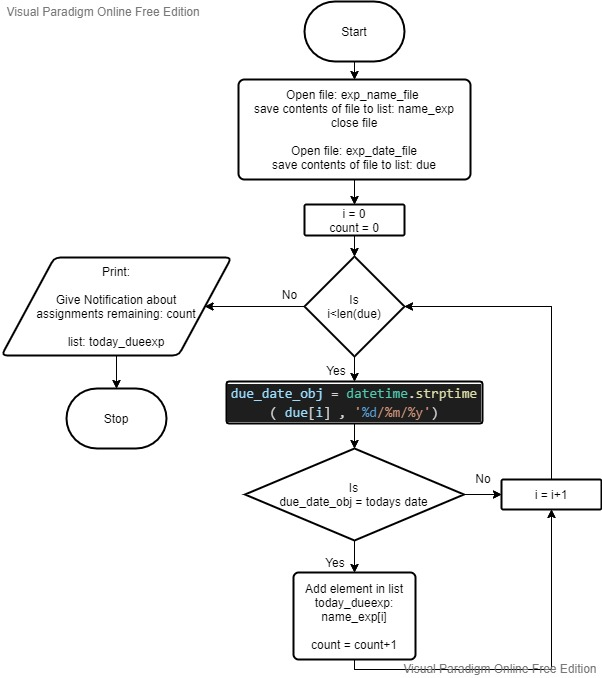 Visual Paradigm Online Free Edition
Start
Open file: exp_name_file
save contents of file to list: name_exp
close file
Open file: exp_date_file
save contents of file to list: due
i = 0
count = 0
Is
i<len(due)
No
Print:
Give Notification about
assignments remaining: count
list: today_dueexp
Stop
Yes
due_date_obj = datetime.strptime
( due[i] , '%d/%m/%y')
Is
due_date_obj = todays date
No
i = i+1
Yes
Add element in list
today_dueexp:
name_exp[i]
count = count+1
Visual Paradigm Online Free Edition